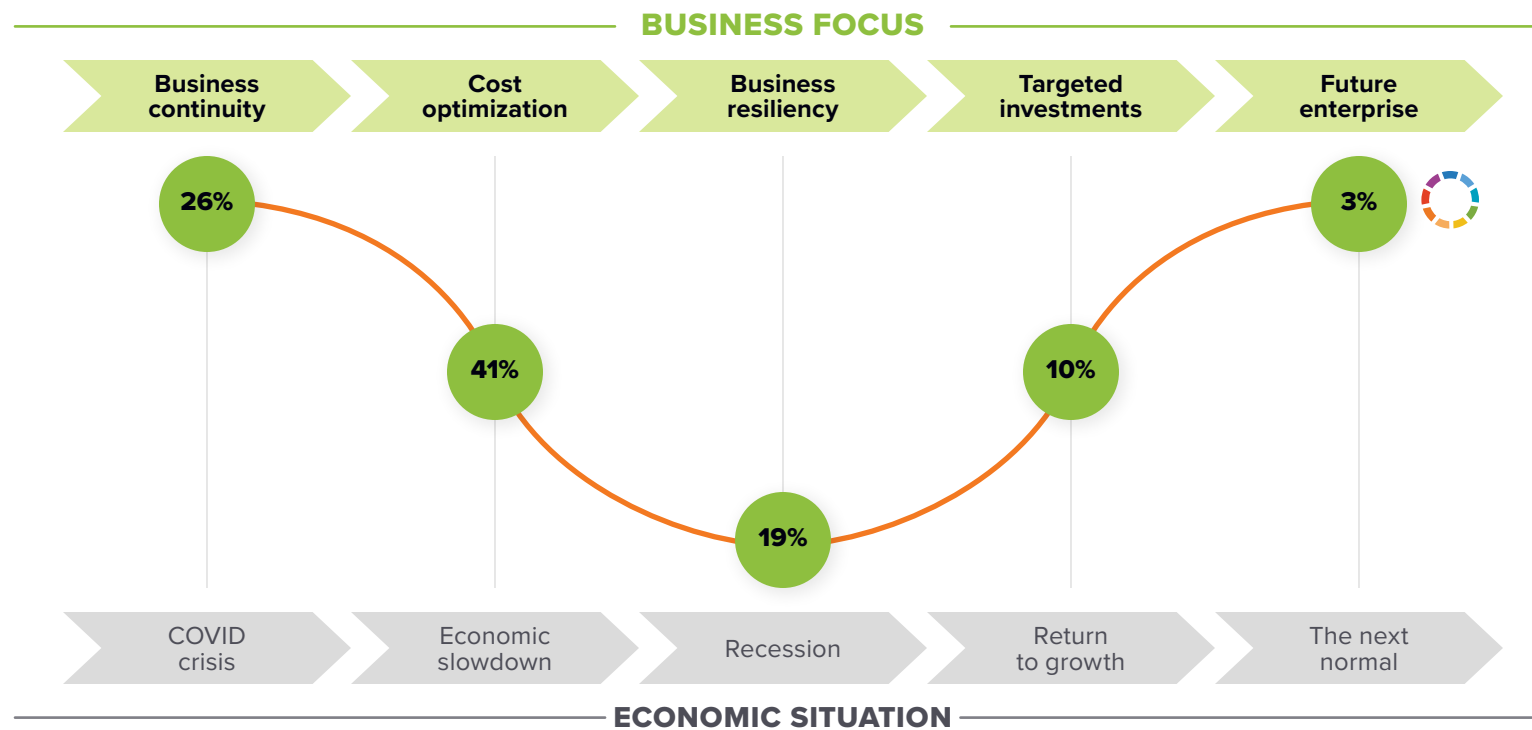 BUSINESS FOCUS
Business
continuity
Cost
optimization
Business
resiliency
Targeted
investments
Future
enterprise
26%
3%
41%
10%
19%
COVID
crisis
Economic
slowdown
Recession
Return
to growth
The next
normal
ECONOMIC SITUATION